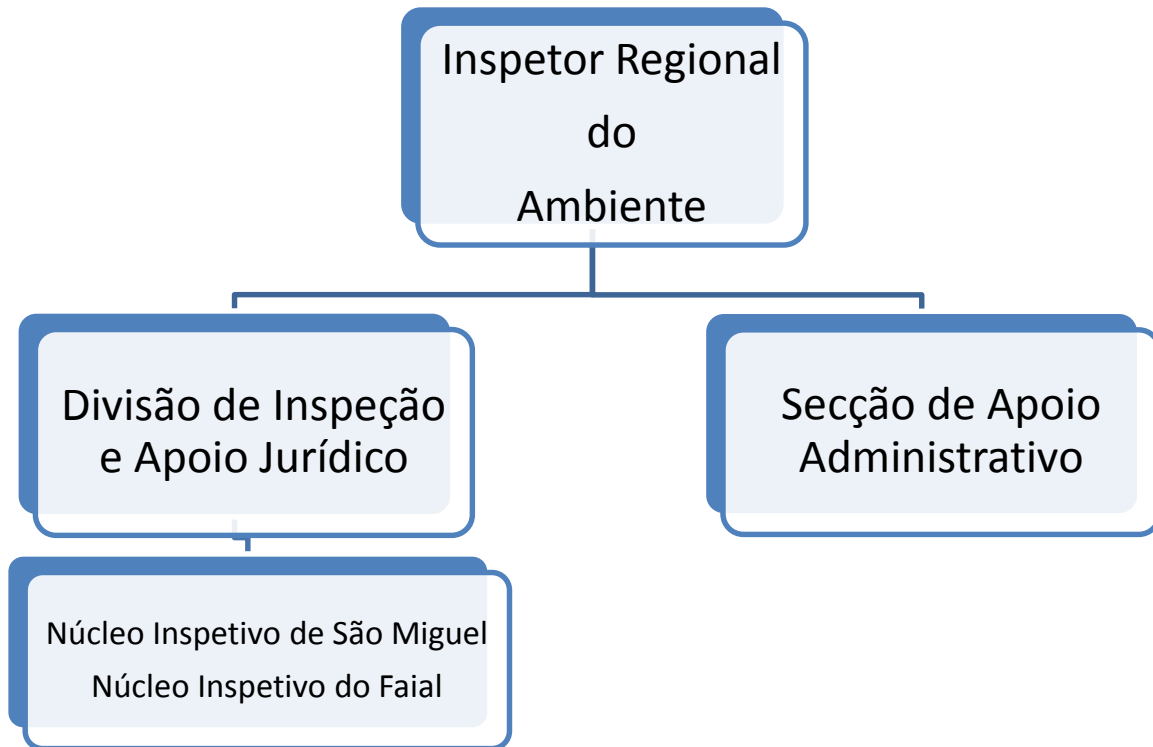 Inspetor Regional
do
Ambiente
Divisão de Inspeção
e Apoio Jurídico
Secção de Apoio
Administrativo
Núcleo Inspetivo de São Miguel
Núcleo Inspetivo do Faial